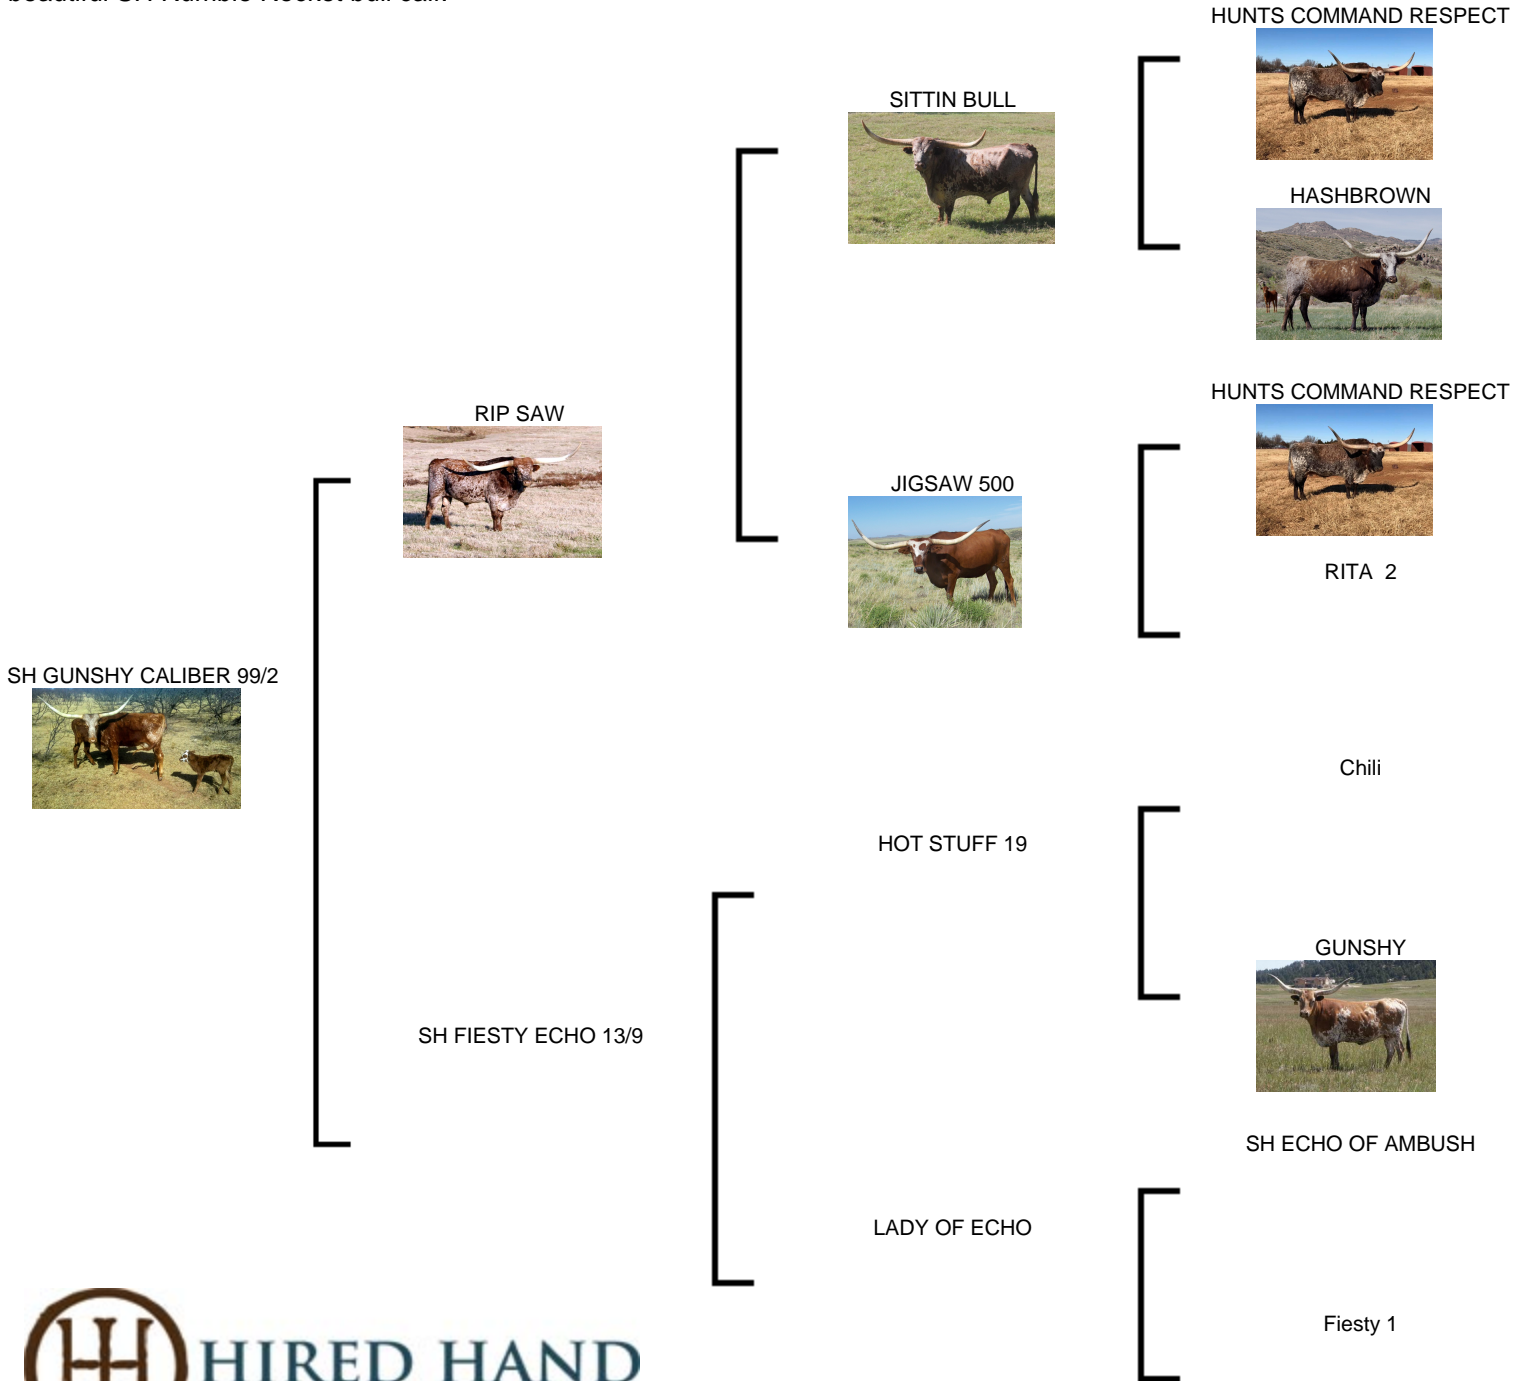 HUNTS COMMAND RESPECT
SITTIN BULL
HASHBROWN
HUNTS COMMAND RESPECT
RIP SAW
JIGSAW 500
RITA 2
SH GUNSHY CALIBER 99/2
Chili
HOT STUFF 19
GUNSHY
SH FIESTY ECHO 13/9
SH ECHO OF AMBUSH
LADY OF ECHO
Fiesty 1
HIRED HAND